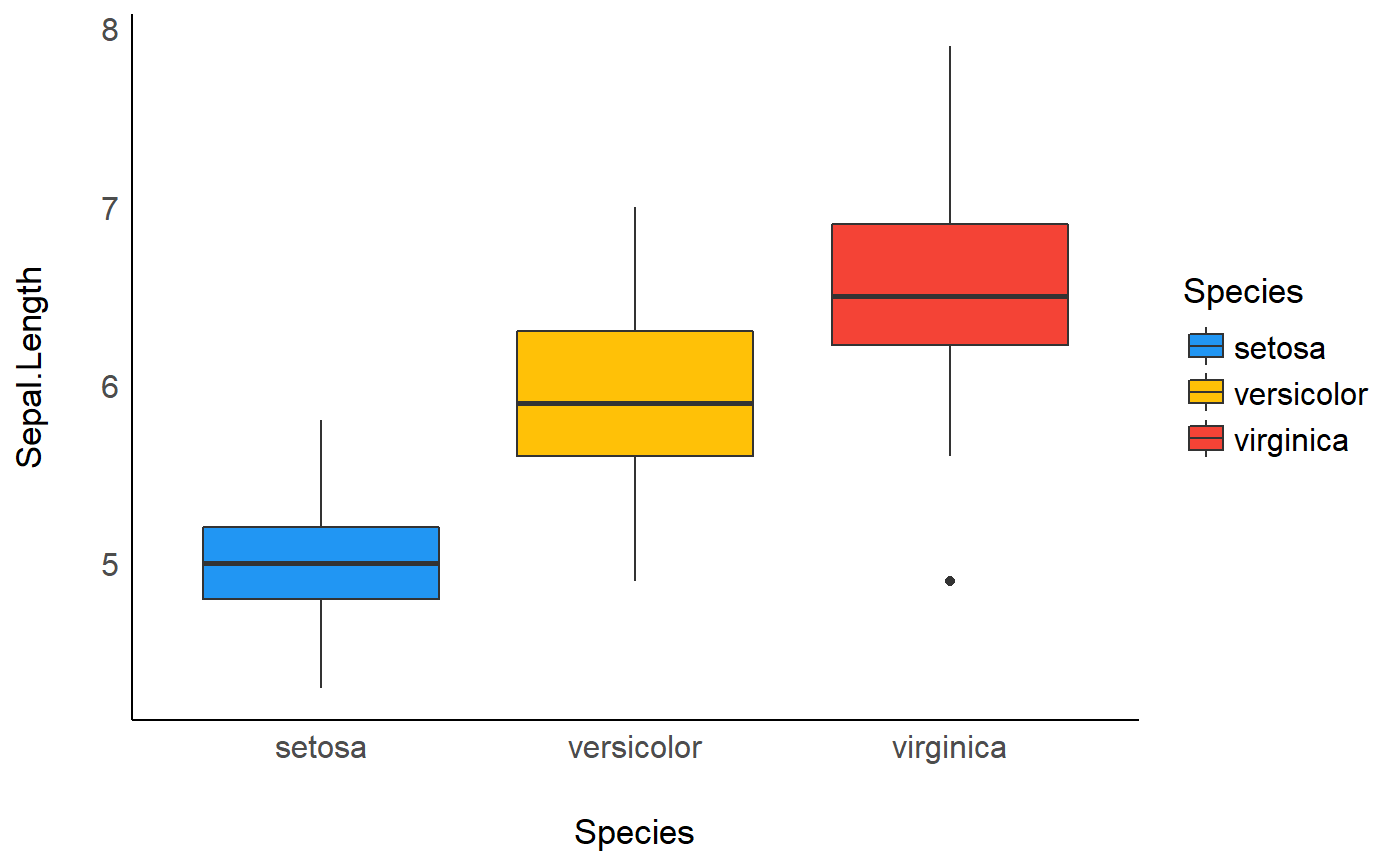 8
7
6
5
Sepal.Length
setosa
versicolor
virginica
Species
Species
setosa
versicolor
virginica